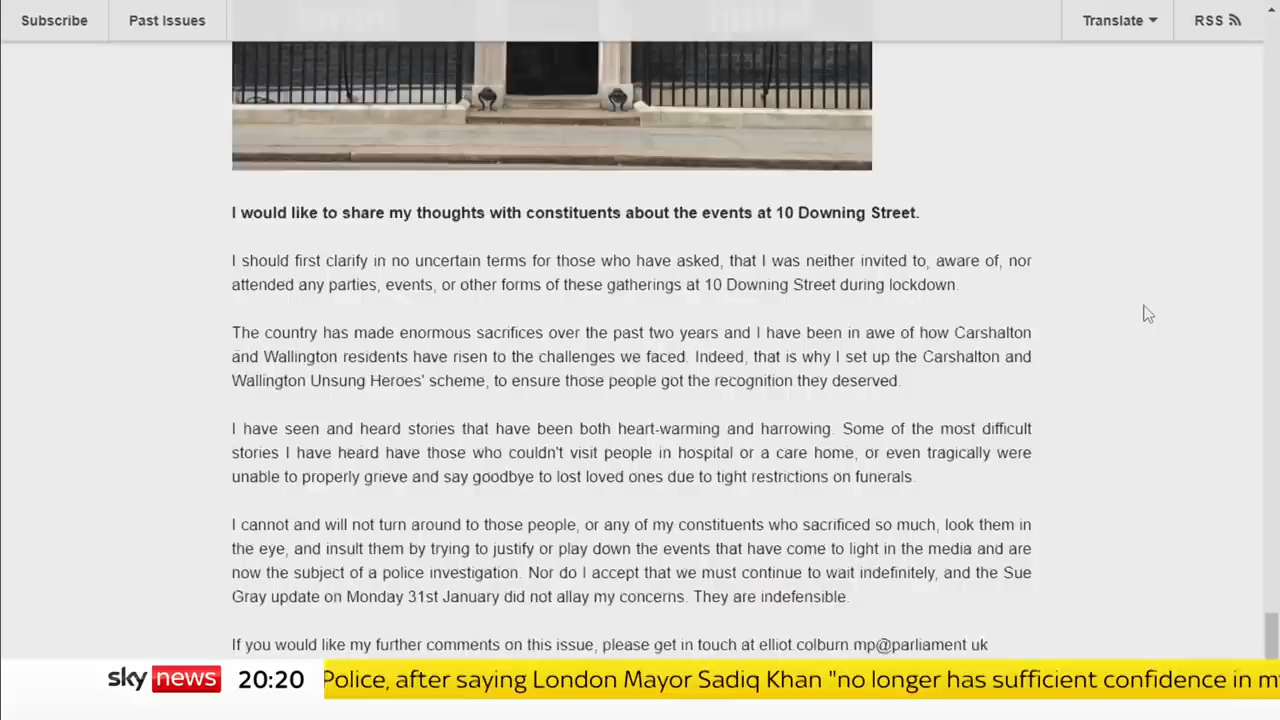 Subscribe Past Issues Translate RSS
I would like to share my thoughts with constituents about the events at 10 Downing Street.
I should first clarify in no uncertain terms for those who have asked, that I was neither invited to, aware of, nor
attended any parties, events, or other forms of these gatherings at 10 Downing Street during lockdown.
The country has made enormous sacrifices over the past two years and I have been in awe of how Carshalton
and Wallington residents have risen to the challenges we faced. Indeed, that is why I set up the Carshalton and
Wallington Unsung Heroes' scheme, to ensure those people got the recognition they deserved.
I have seen and heard stories that have been both heart-warming and harrowing. Some of the most difficult
stories I have heard have those who couldn't visit people in hospital or a care home, or even tragically were
unable to properly grieve and say goodbye to lost loved ones due to tight restrictions on funerals.
I cannot and will not turn around to those people, or any of my constituents who sacrificed so much, look them in
the eye, and insult them by trying to justify or play down the events that have come to light in the media and are
now the subject of a police investigation. Nor do I accept that we must continue to wait indefinitely, and the Sue
Gray update on Monday 31st January did not allay my concerns. They are indefensible.
If you would like my further comments on this issue, please get in touch at elliot.colburn.mp@parliament.uk
sky news 20:20 Police, after saying London Mayor Sadiq Khan "no longer has sufficient confidence in